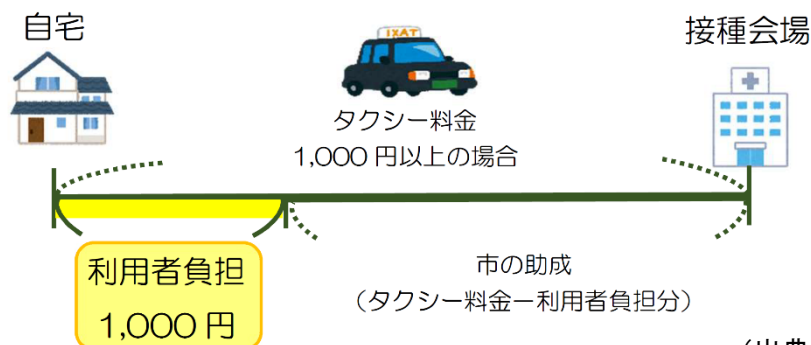 自宅
接種会場
IXAT
タクシー料金
1,000 円以上の場合
利用者負担
1,000 円
市の助成
（タクシー料金－利用者負担分）